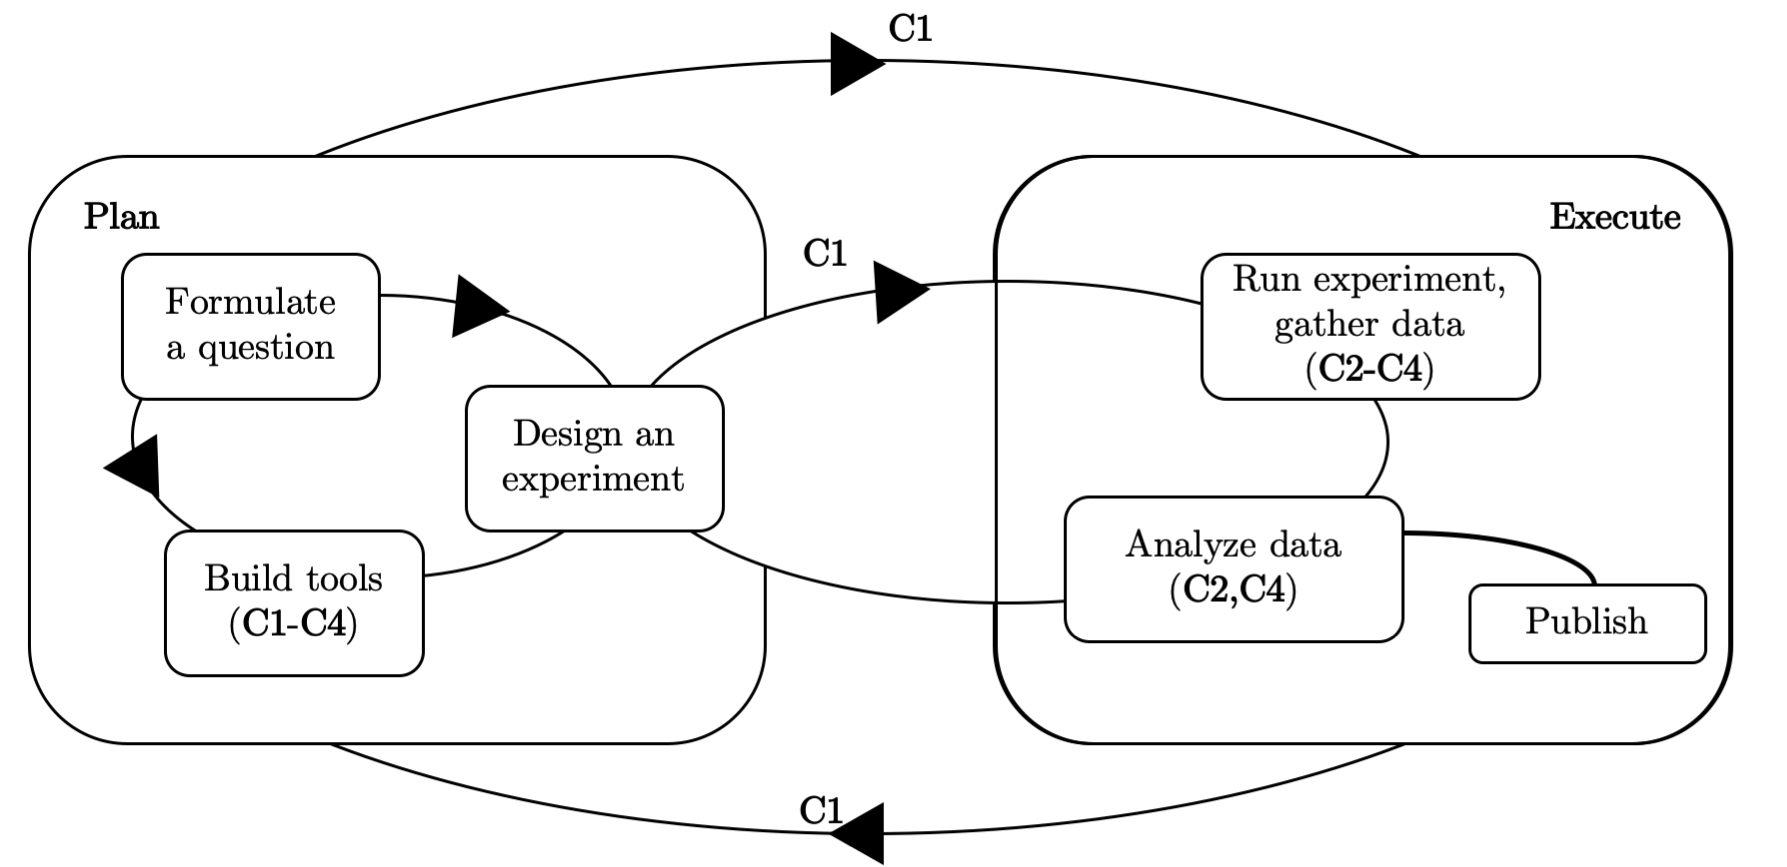 C1
Plan
Execute
C1
Formulate
a question
Run experiment,
gather data
(C2-C4)
Design an
experiment
Build tools
(C1-C4)
Analyze data
(C2,C4)
Publish
C1